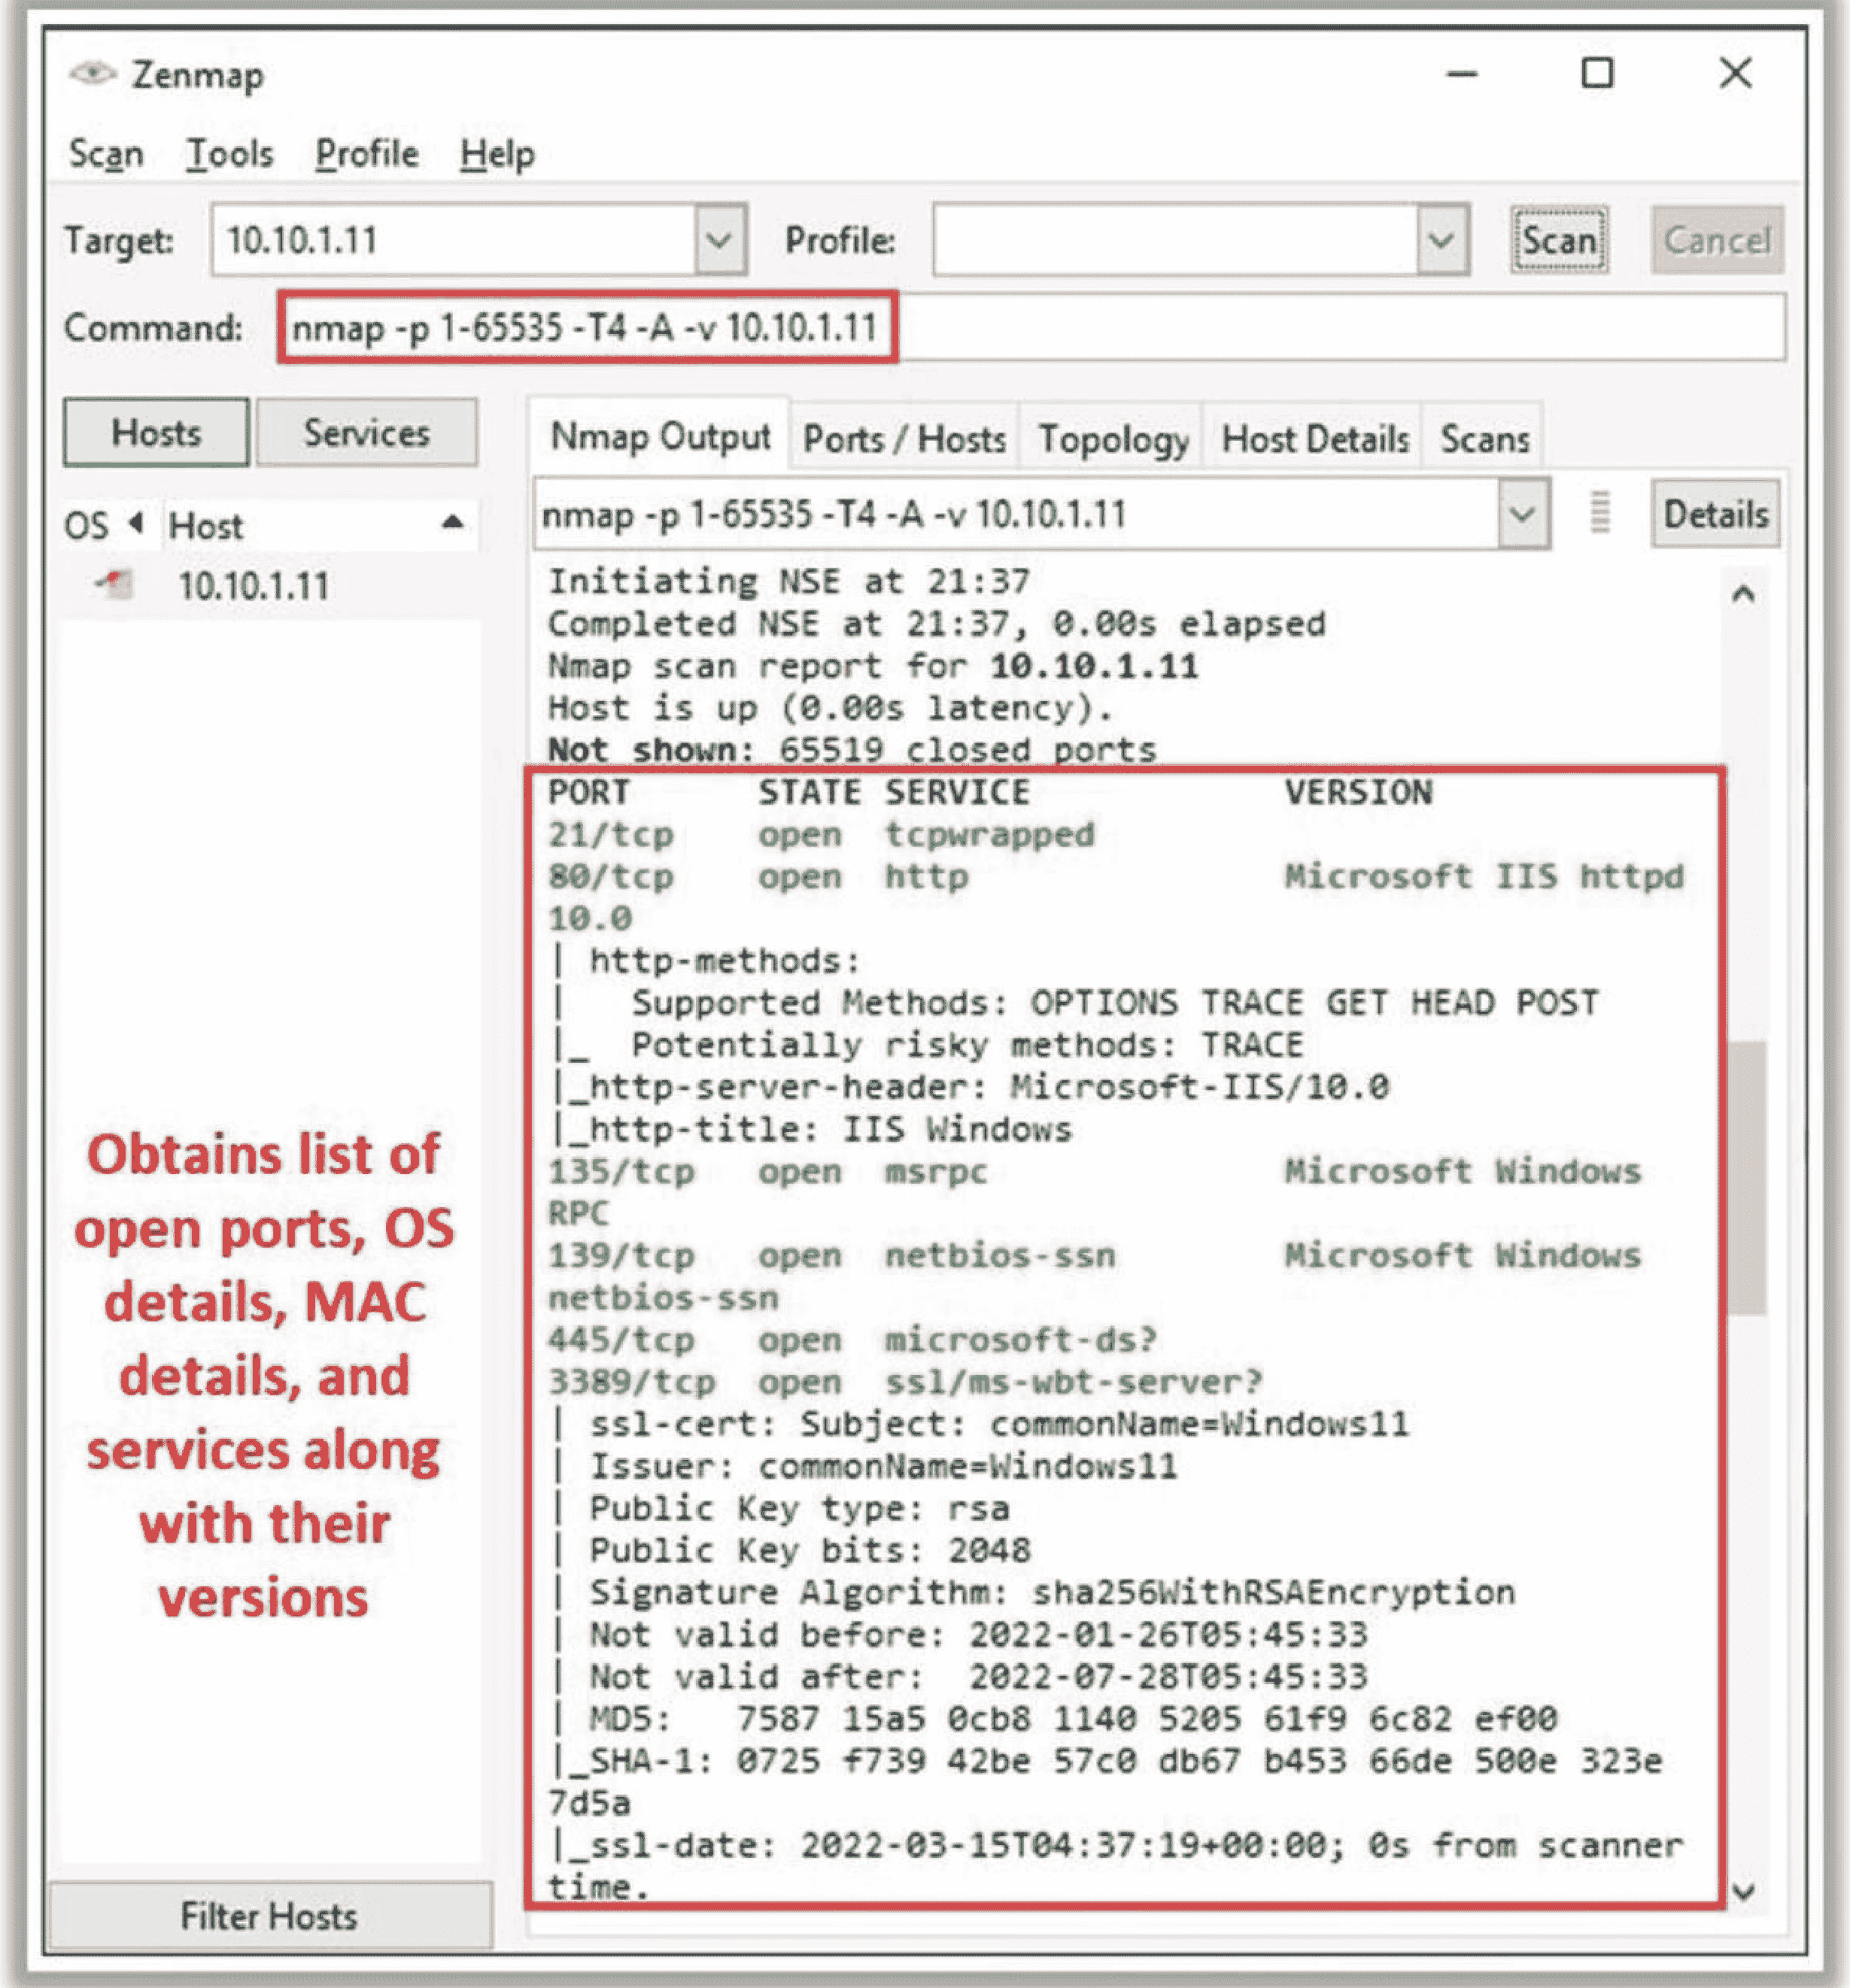 Zenmap
Scan Tools Profile Help
Target: 10.10.1.11 Profile: Scan Cancel
Command: nmap -p 1-65535 -T4 -A -v 10.10.1.11
Hosts Services
OS Host
10.10.1.11
Obtains list of
open ports, OS
details, MAC
details, and
services along
with their
versions
Filter Hosts
Nmap Output Ports / Hosts Topology Host Details Scans
nmap -p 1-65535 -T4 -A -v 10.10.1.11 Details
Initiating NSE at 21:37
Completed NSE at 21:37, 0.00s elapsed
Nmap scan report for 10.10.1.11
Host is up (0.00s latency).
Not shown: 65519 closed ports
PORT STATE SERVICE VERSION
21/tcp open tcpwrapped
80/tcp open http Microsoft IIS httpd
10.0
| http-methods:
|   Supported Methods: OPTIONS TRACE GET HEAD POST
|_  Potentially risky methods: TRACE
|_http-server-header: Microsoft-IIS/10.0
|_http-title: IIS Windows
135/tcp open msrpc Microsoft Windows
RPC
139/tcp open netbios-ssn Microsoft Windows
netbios-ssn
445/tcp open microsoft-ds?
3389/tcp open ssl/ms-wbt-server?
| ssl-cert: Subject: commonName=Windows11
| Issuer: commonName=Windows11
| Public Key type: rsa
| Public Key bits: 2048
| Signature Algorithm: sha256WithRSAEncryption
| Not valid before: 2022-01-26T05:45:33
| Not valid after:  2022-07-28T05:45:33
| MD5:   7587 15a5 0cb8 1140 5205 61f9 6c82 ef00
|_SHA-1: 0725 f739 42be 57c0 db67 b453 66de 500e 323e
7d5a
|_ssl-date: 2022-03-15T04:37:19+00:00; 0s from scanner
time.